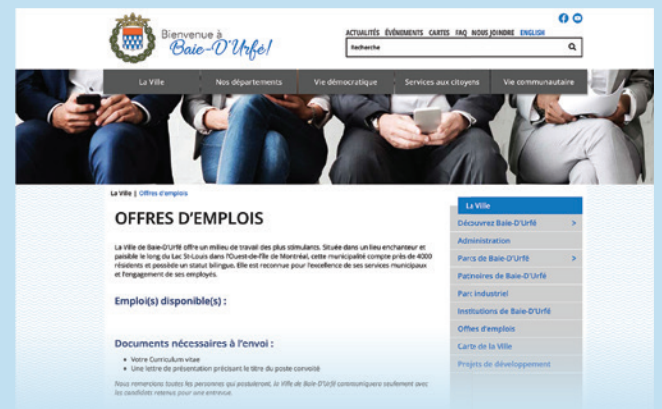 Bienvenue à
Baie-D'Urfé!
ACTUALITÉS ÉVÉNEMENTS CARTES FAQ NOUS JOINDRE ENGLISH
Recherche
La Ville
Nos départements
Vie démocratique
Services aux citoyens
Vie communautaire
La Ville | Offres d'emplois
OFFRES D'EMPLOIS
La Ville de Baie-D'Urfé offre un milieu de travail des plus stimulants. Située dans un lieu enchanteur et
paisible le long du Lac St-Louis dans l'Ouest-de-l'Île de Montréal, cette municipalité compte près de 4000
résidents et possède un statut bilingue. Elle est reconnue pour l'excellence de ses services municipaux
et l'engagement de ses employés.
Emploi(s) disponible(s) :
Documents nécessaires à l'envoi :
• Votre Curriculum vitae
• Une lettre de présentation précisant le titre du poste convoité
Nous remercions toutes les personnes qui postuleront, la Ville de Baie-D'Urfé communiquera seulement avec
les candidats retenus pour une entrevue.
La Ville
Découvrez Baie-D'Urfé >
Administration
Parcs de Baie-D'Urfé >
Patinoires de Baie-D'Urfé
Parc industriel
Institutions de Baie-D'Urfé
Offres d'emplois
Carte de la Ville
Projets de développement